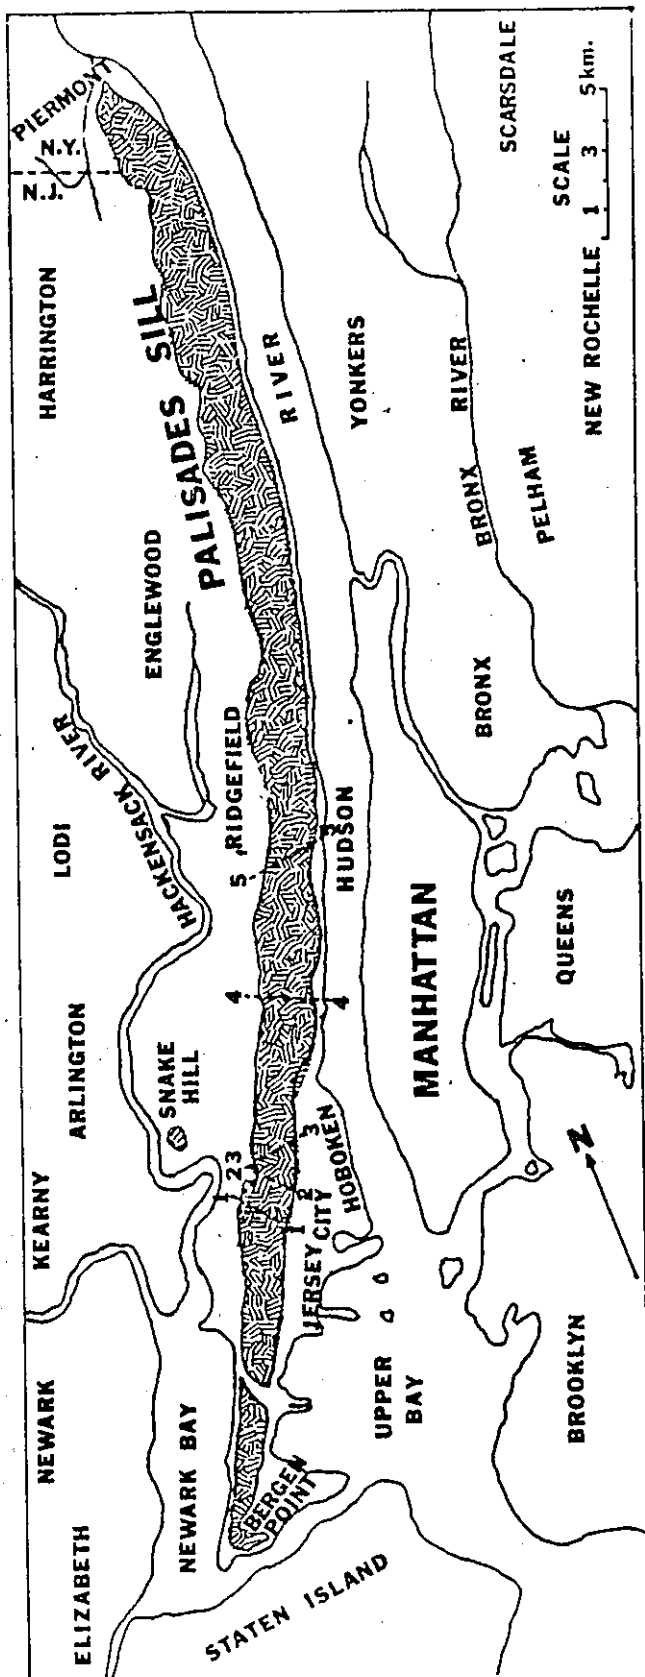 PIERMONT
N.Y.
N.J.
HARRINGTON
PALISADES SILL
ENGLEWOOD
HACKENSACK RIVER
LODI
RIDGEFIELD
ARLINGTON
SNAKE
HILL
KEARNY
NEWARK
NEWARK BAY
ELIZABETH
BERGEN
POINT
STATEN ISLAND
JERSEY
CITY
HOBOKEN
UPPER
BAY
HUDSON
RIVER
MANHATTAN
YONKERS
BRONX
RIVER
BRONX
PELHAM
NEW ROCHELLE
SCARSDALE
SCALE
1 3 5km.
QUEENS
BROOKLYN
N
5
4
4
1
2
3
1
2
3